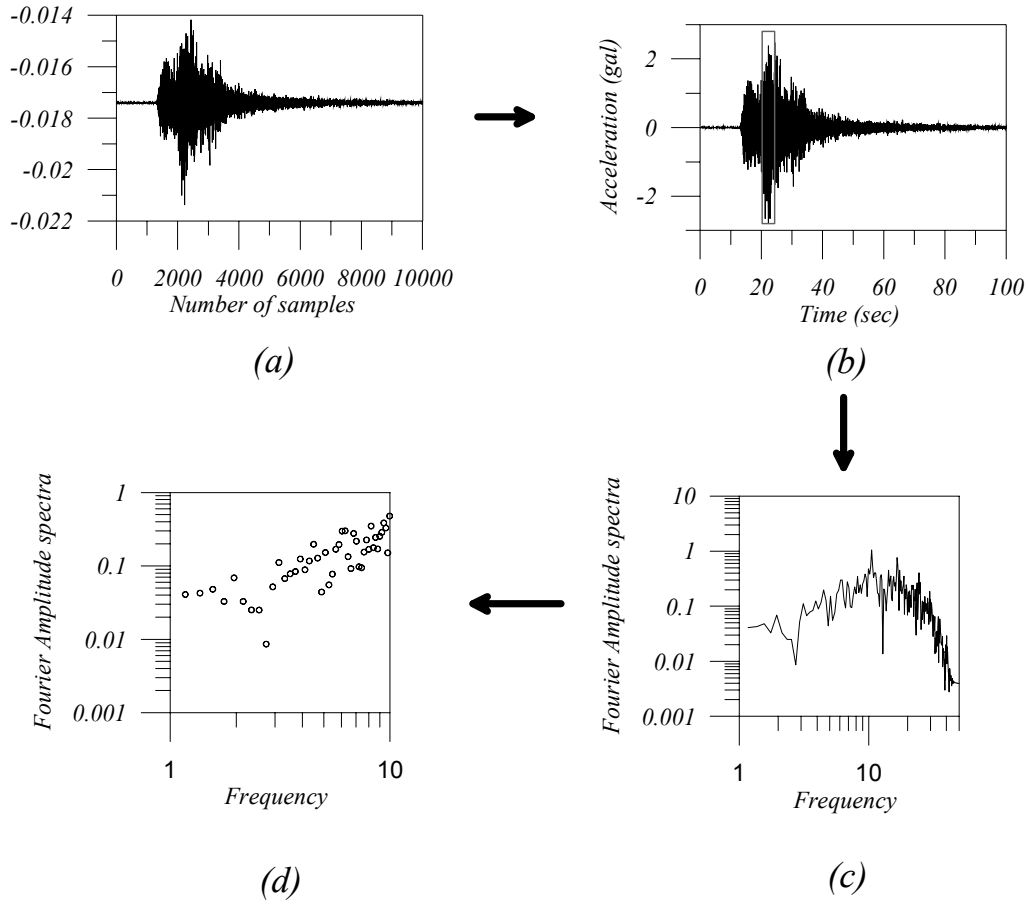 -0.014
-0.016
-0.018
-0.02
-0.022
0 2000 4000 6000 8000 10000
Number of samples
(a)
Acceleration (gal)
2
0
-2
0 20 40 60 80 100
Time (sec)
(b)
Fourier Amplitude spectra
1
0.1
0.01
0.001
1 10
Frequency
(d)
Fourier Amplitude spectra
10
1
0.1
0.01
0.001
1 10
Frequency
(c)